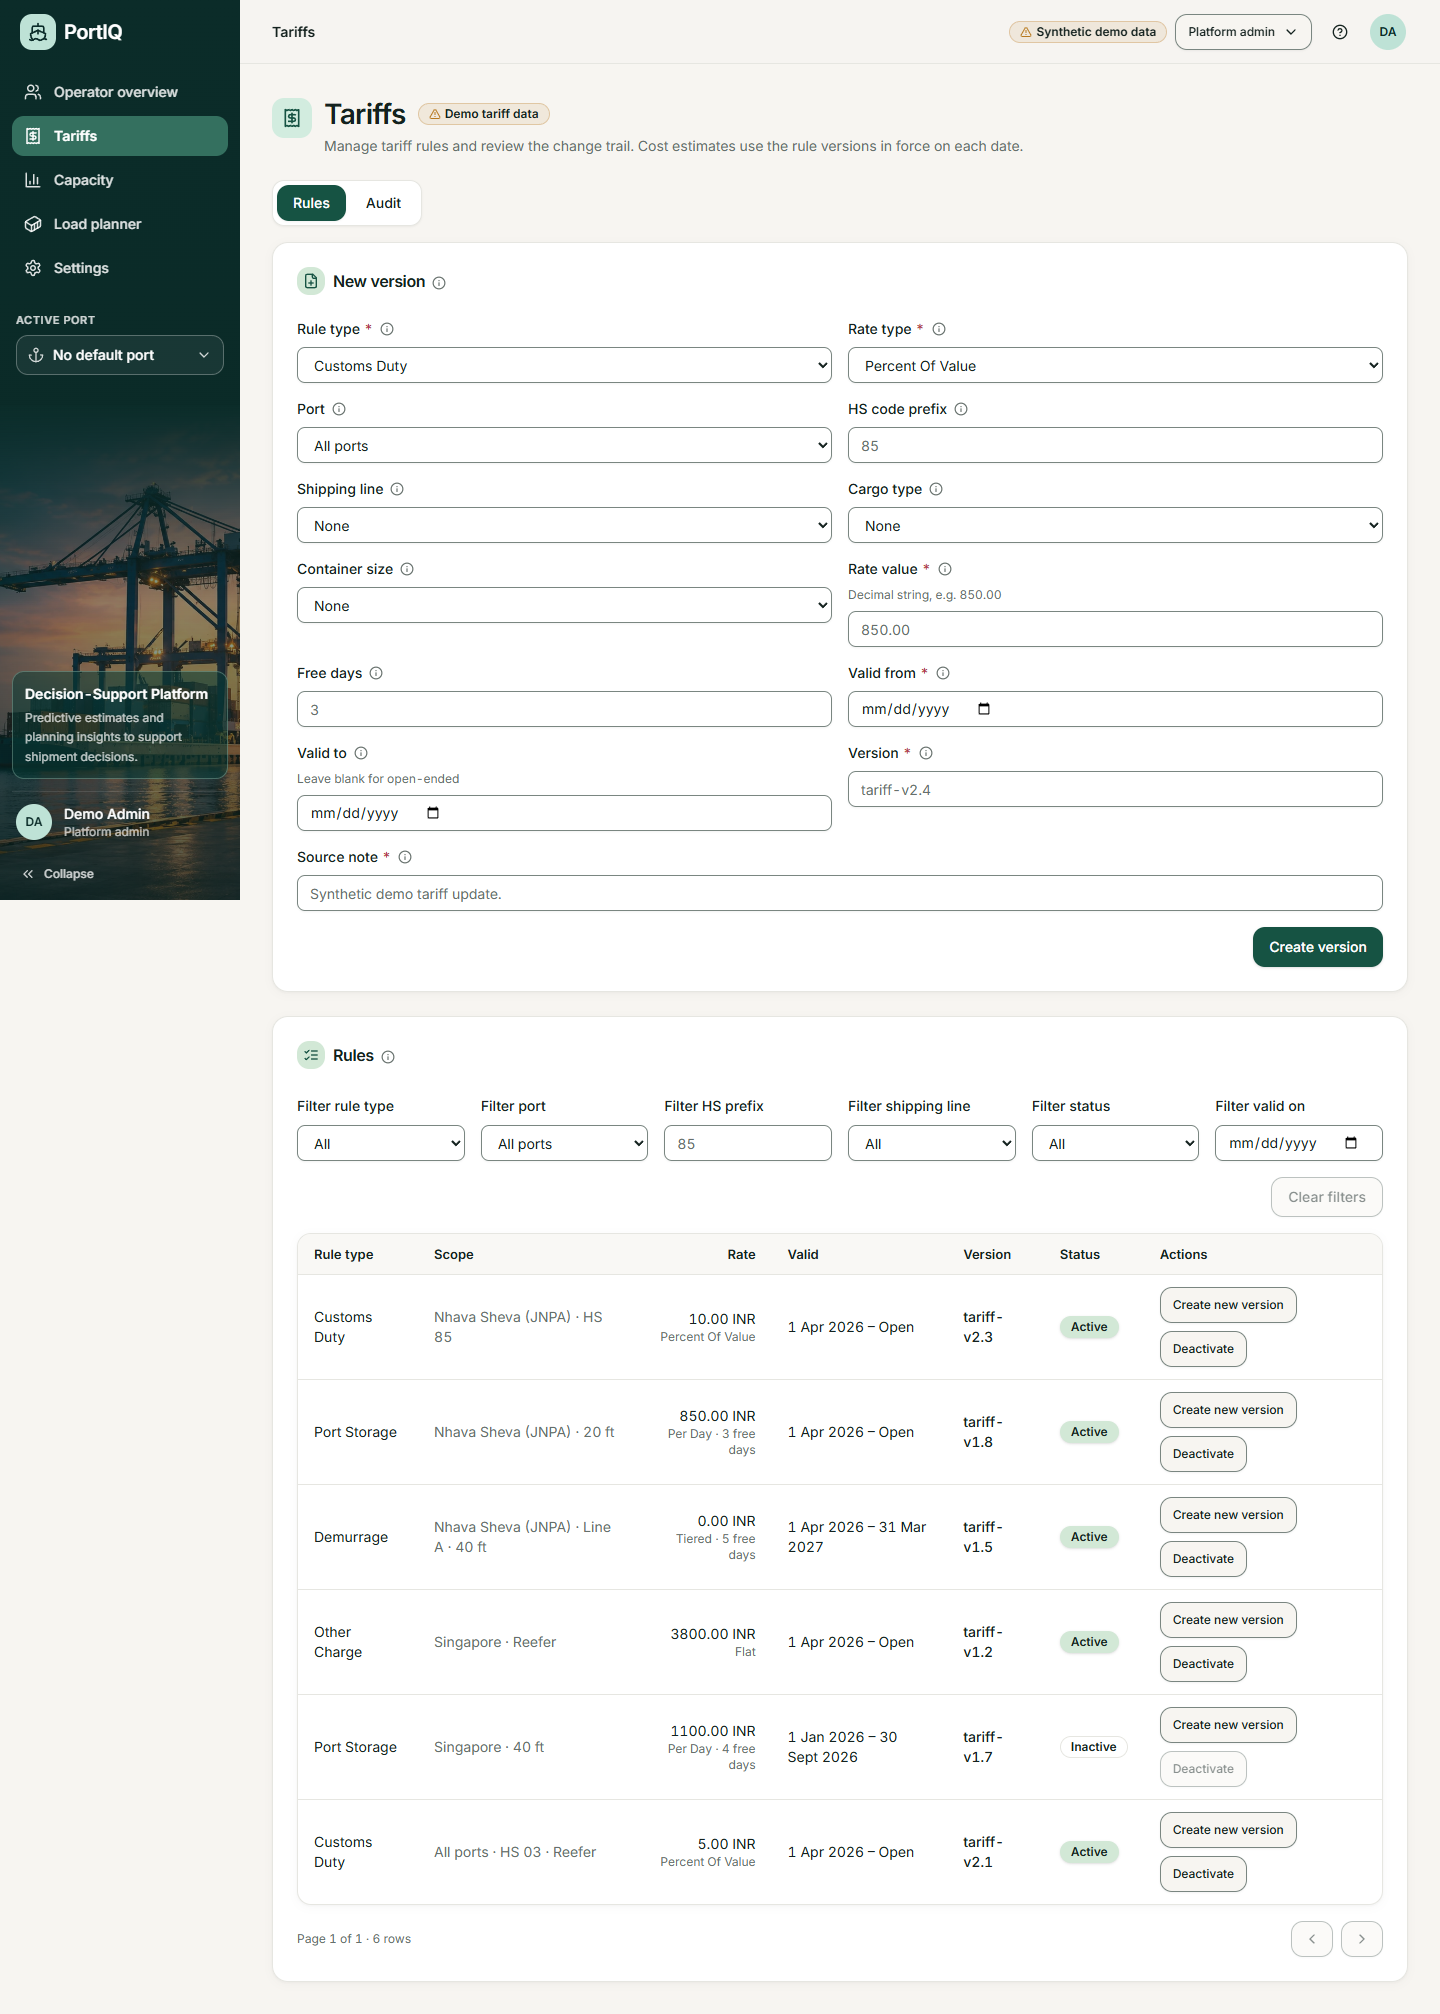 PortIQ
Operator overview
Tariffs
Capacity
Load planner
Settings
ACTIVE PORT
No default port
Decision-Support Platform
Predictive estimates and
planning insights to support
shipment decisions.
DA
Demo Admin
Platform admin
Collapse
Tariffs
Synthetic demo data
Platform admin
DA
Tariffs
Demo tariff data
Manage tariff rules and review the change trail. Cost estimates use the rule versions in force on each date.
Rules
Audit
New version
Rule type *
Rate type *
Customs Duty
Percent Of Value
Port
HS code prefix
All ports
85
Shipping line
Cargo type
None
None
Container size
Rate value *
Decimal string, e.g. 850.00
None
850.00
Free days
Valid from *
3
mm/dd/yyyy
Valid to
Version *
Leave blank for open-ended
tariff-v2.4
mm/dd/yyyy
Source note *
Synthetic demo tariff update.
Create version
Rules
Filter rule type
Filter port
Filter HS prefix
Filter shipping line
Filter status
Filter valid on
All
All ports
85
All
All
mm/dd/yyyy
Clear filters
Rule type
Scope
Rate
Valid
Version
Status
Actions
Customs
Duty
Nhava Sheva (JNPA) · HS
85
10.00 INR
Percent Of Value
1 Apr 2026 – Open
tariff-
v2.3
Active
Create new version
Deactivate
Port Storage
Nhava Sheva (JNPA) · 20 ft
850.00 INR
Per Day · 3 free
days
1 Apr 2026 – Open
tariff-
v1.8
Active
Create new version
Deactivate
Demurrage
Nhava Sheva (JNPA) · Line
A · 40 ft
0.00 INR
Tiered · 5 free
days
1 Apr 2026 – 31 Mar
2027
tariff-
v1.5
Active
Create new version
Deactivate
Other
Charge
Singapore · Reefer
3800.00 INR
Flat
1 Apr 2026 – Open
tariff-
v1.2
Active
Create new version
Deactivate
Port Storage
Singapore · 40 ft
1100.00 INR
Per Day · 4 free
days
1 Jan 2026 – 30
Sept 2026
tariff-
v1.7
Inactive
Create new version
Deactivate
Customs
Duty
All ports · HS 03 · Reefer
5.00 INR
Percent Of Value
1 Apr 2026 – Open
tariff-
v2.1
Active
Create new version
Deactivate
Page 1 of 1 · 6 rows